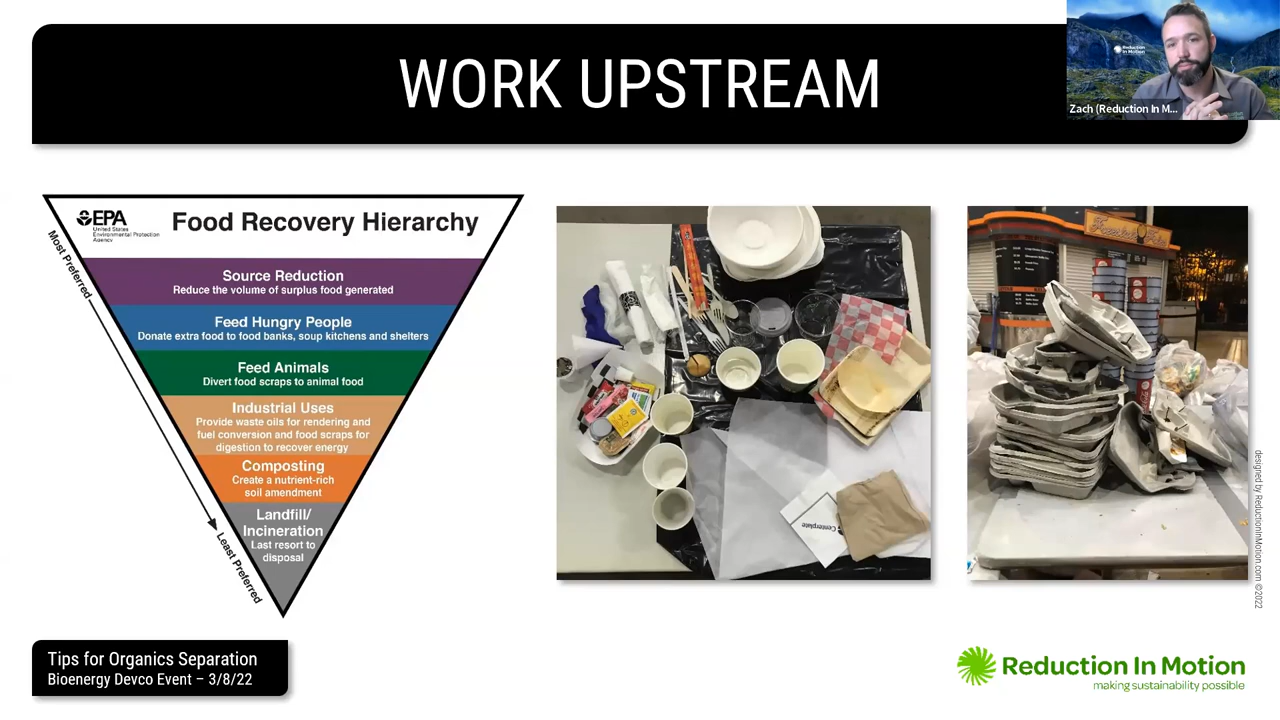 WORK UPSTREAM
Reduction
In Motion
Zach (Reduction In M...
EPA
United States
Environmental Protection
Agency
Food Recovery Hierarchy
Most Preferred
Source Reduction
Reduce the volume of surplus food generated
Feed Hungry People
Donate extra food to food banks, soup kitchens and shelters
Feed Animals
Divert food scraps to animal food
Industrial Uses
Provide waste oils for rendering and
fuel conversion and food scraps for
digestion to recover energy
Composting
Create a nutrient-rich
soil amendment
Landfill/
Incineration
Last resort to
disposal
Least Preferred
Centerplate
designed by ReductionInMotion.com ©2022
Tips for Organics Separation
Bioenergy Devco Event – 3/8/22
Reduction In Motion
making sustainability possible